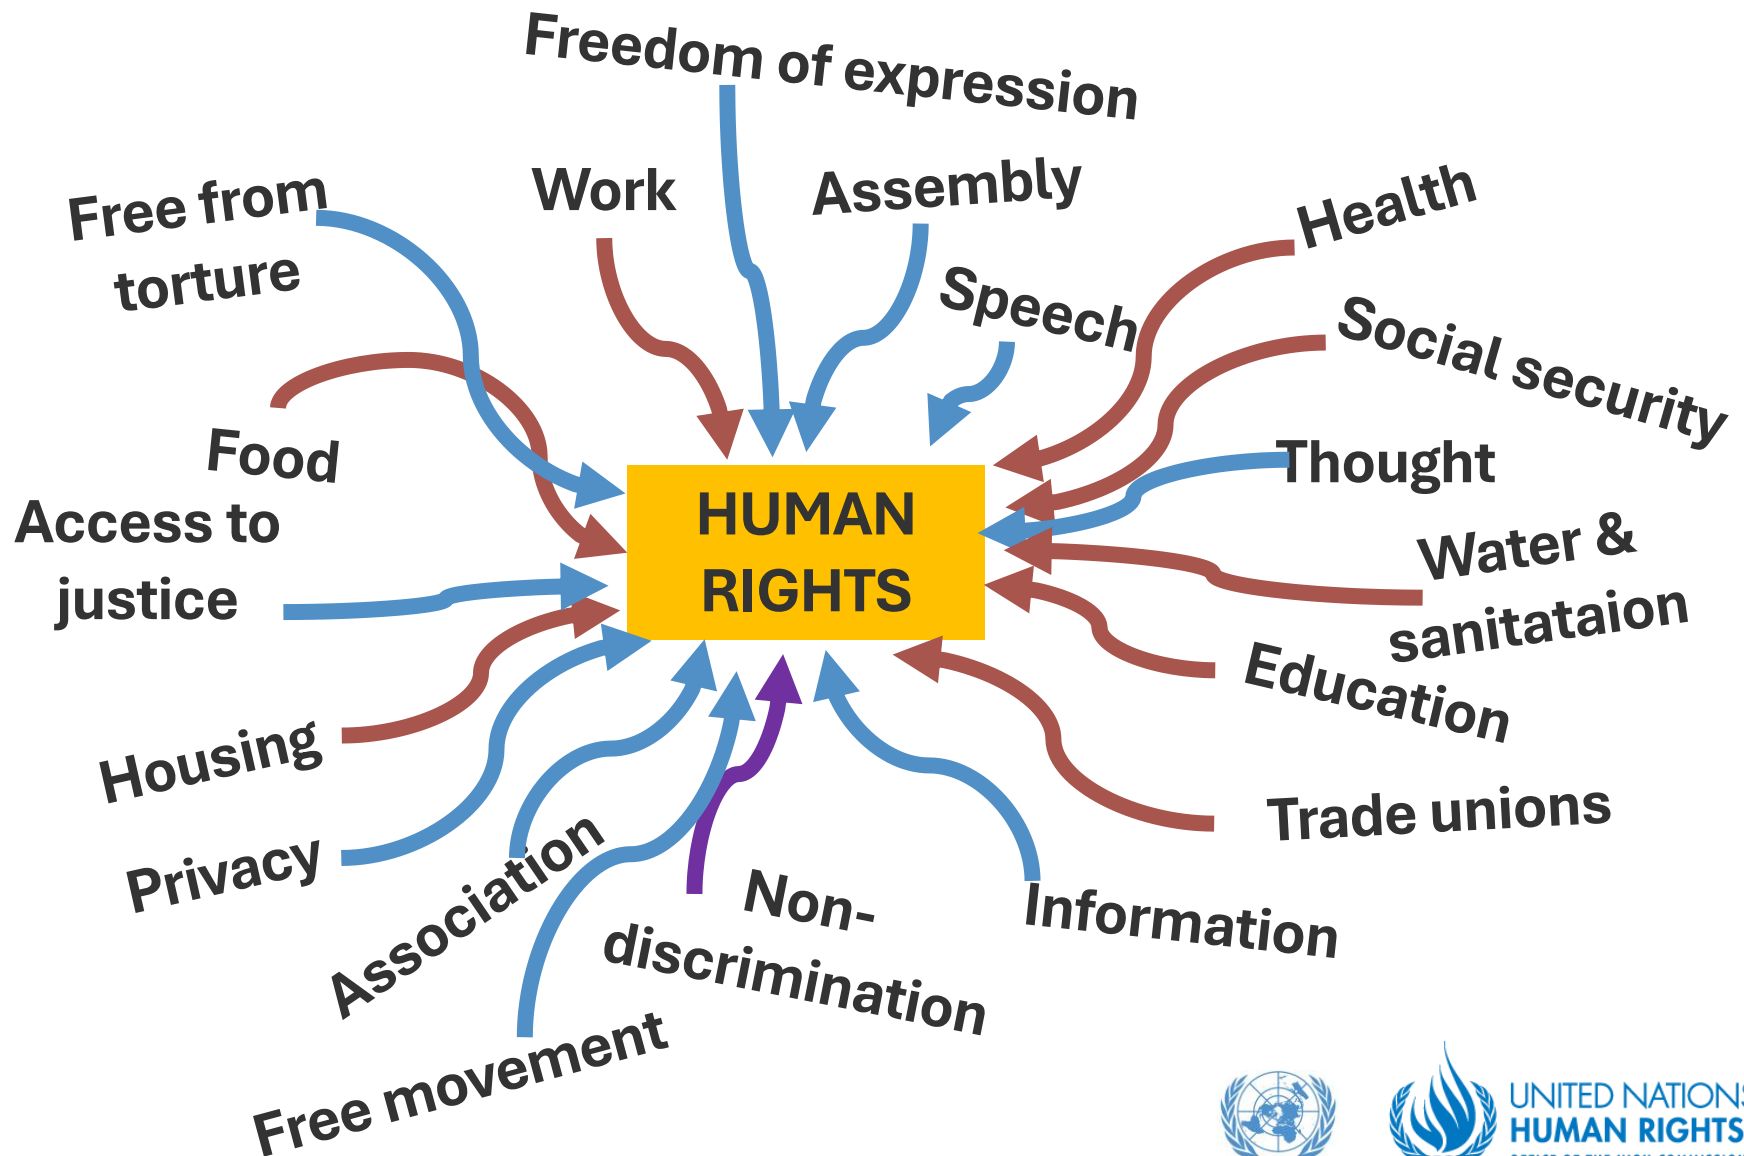 Freedom of expression
Work
Assembly
Free from
torture
Health
Speech
Social security
Food
Thought
HUMAN
RIGHTS
Access to
justice
Water &
sanitataion
Education
Housing
Trade unions
Privacy
Association
Non-
discrimination
Information
Free movement
UNITED NATIONS
HUMAN RIGHTS